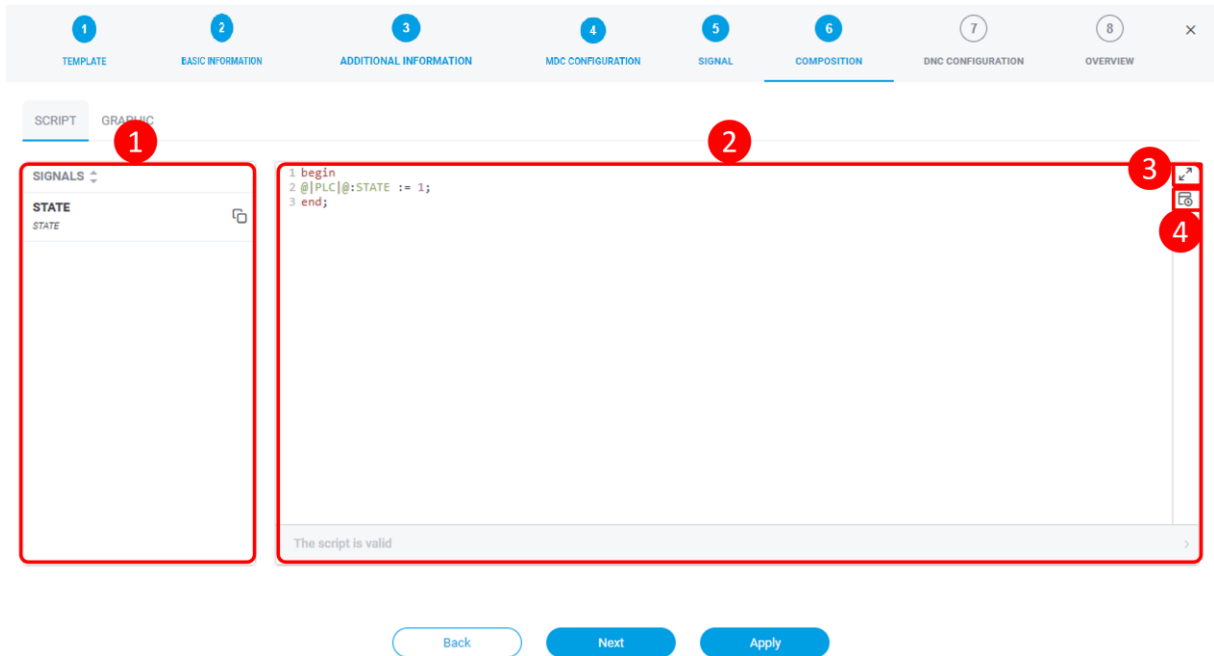 1 2 3 4 5 6 7 8
TEMPLATE BASIC INFORMATION ADDITIONAL INFORMATION MDC CONFIGURATION SIGNAL COMPOSITION DNC CONFIGURATION OVERVIEW
SCRIPT GRAPHIC
1
2
SIGNALS
STATE
STATE
1 begin
2 @|PLC|@:STATE := 1;
3 end;
3
4
The script is valid
Back Next Apply